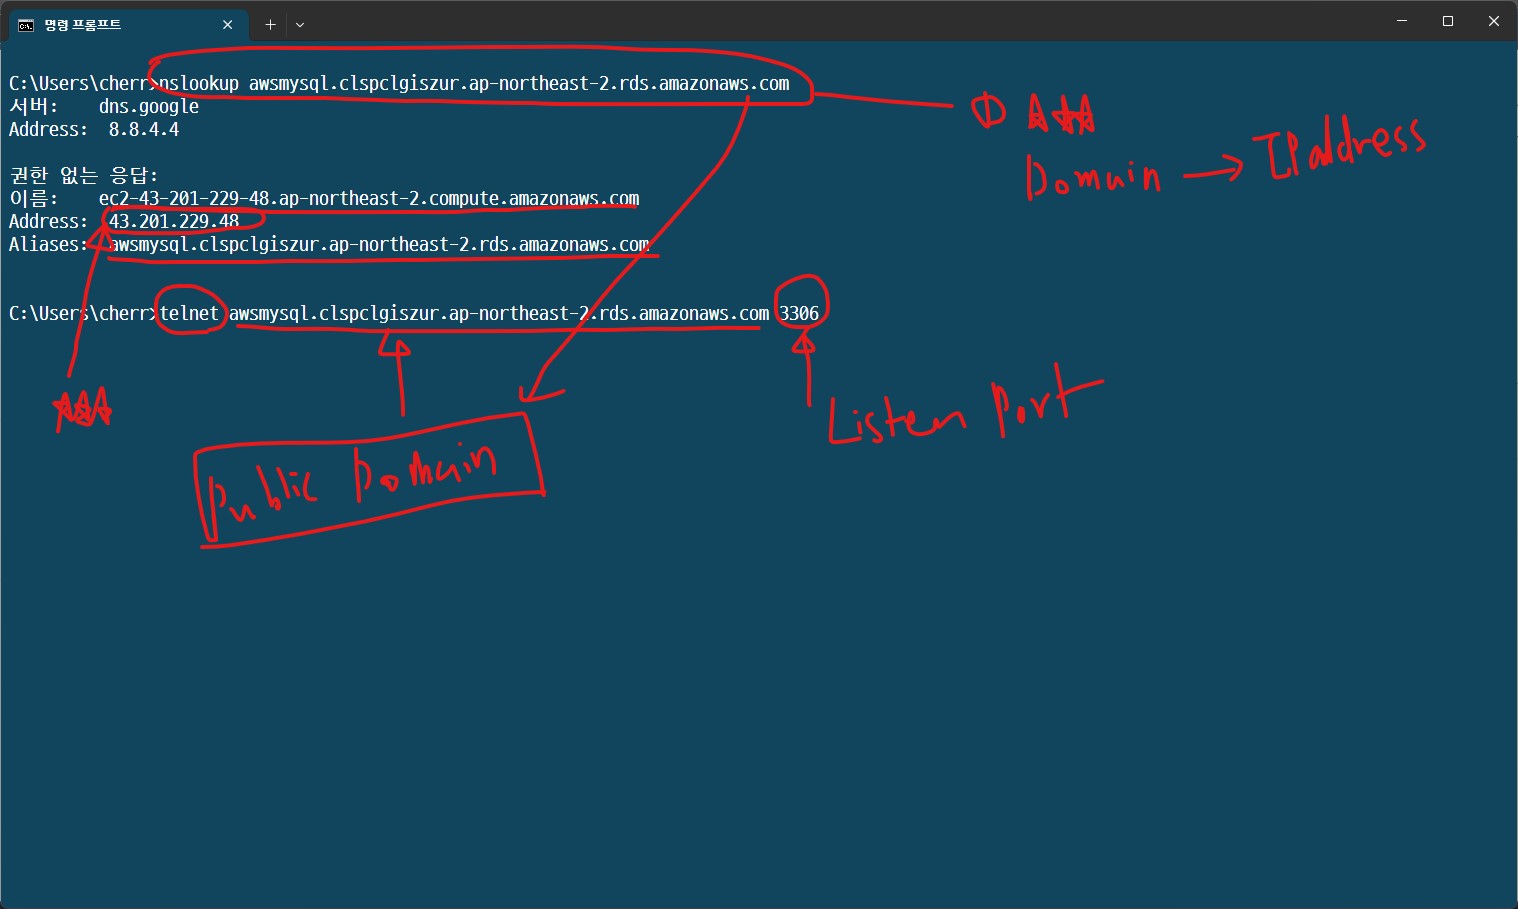 명령 프롬프트
C:\Users\cherr>nslookup awsmysql.clspclgiszur.ap-northeast-2.rds.amazonaws.com
서버:    dns.google
Address:  8.8.4.4
① ★★★
Domain → IP address
권한 없는 응답:
이름:    ec2-43-201-229-48.ap-northeast-2.compute.amazonaws.com
Address:  43.201.229.48
Aliases:  awsmysql.clspclgiszur.ap-northeast-2.rds.amazonaws.com
C:\Users\cherr>telnet awsmysql.clspclgiszur.ap-northeast-2.rds.amazonaws.com 3306
★★★
Listen Port
Public Domain